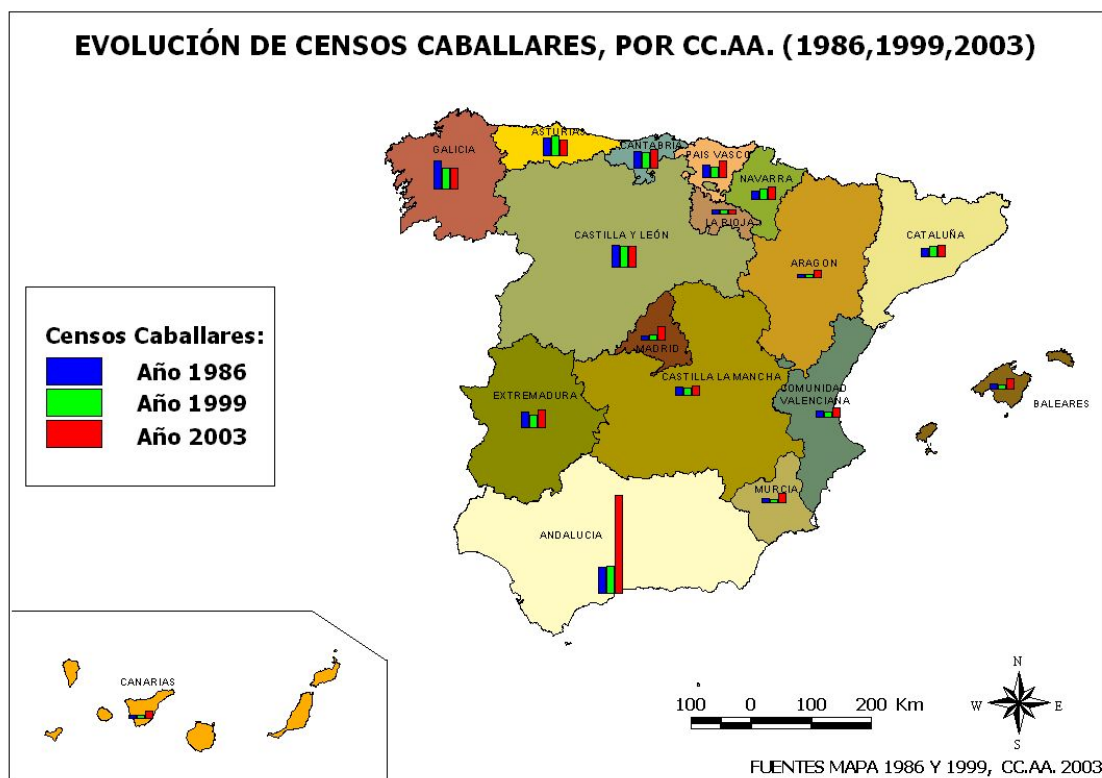 EVOLUCIÓN DE CENSOS CABALLARES, POR CC.AA. (1986,1999,2003)
GALICIA
ASTURIAS
CANTABRIA
PAIS VASCO
NAVARRA
LA RIOJA
CASTILLA Y LEÓN
ARAGON
CATALUÑA
Censos Caballares:
Año 1986
Año 1999
Año 2003
MADRID
CASTILLA LA MANCHA
EXTREMADURA
COMUNIDAD
VALENCIANA
BALEARES
MURCIA
ANDALUCIA
CANARIAS
100 0 100 200 Km
N
W E
S
FUENTES MAPA 1986 Y 1999, CC.AA. 2003